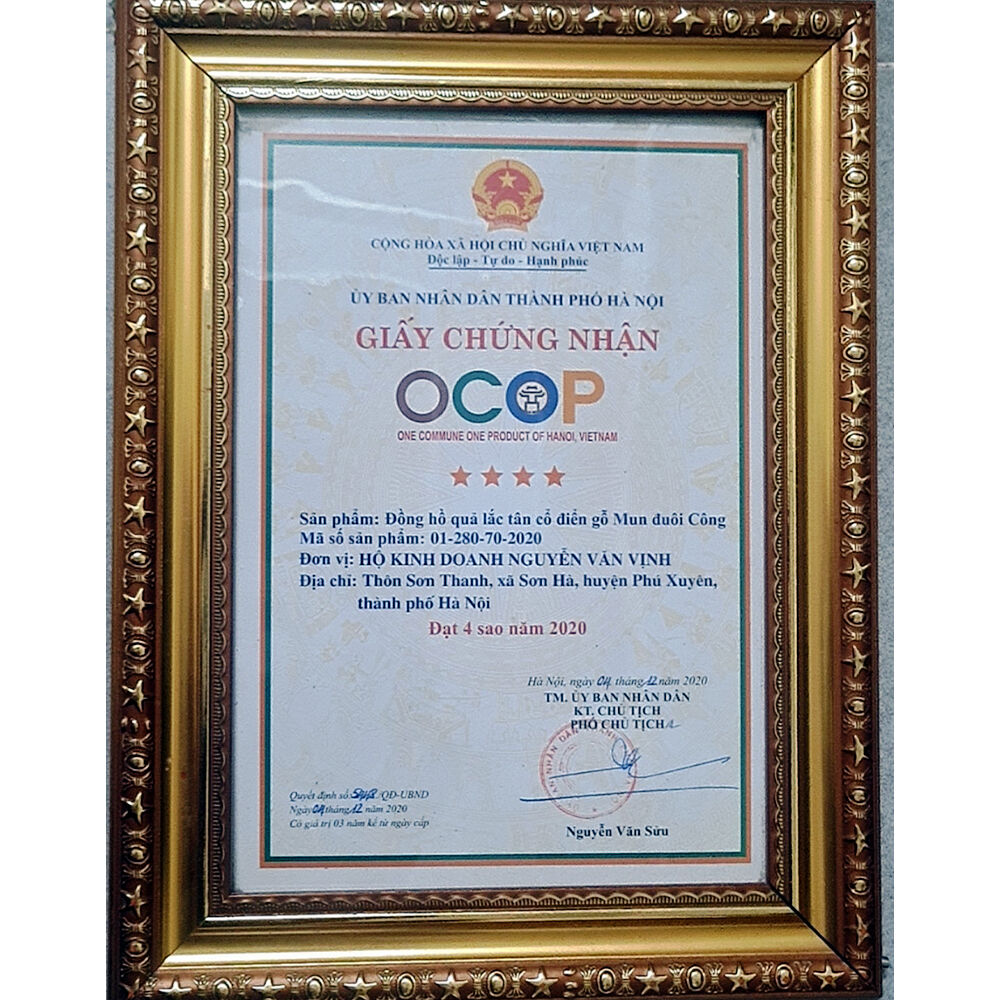 CỘNG HÒA XÃ HỘI CHỦ NGHĨA VIỆT NAM
Độc lập - Tự do - Hạnh phúc
ỦY BAN NHÂN DÂN THÀNH PHỐ HÀ NỘI
GIẤY CHỨNG NHẬN
OCOP
ONE COMMUNE ONE PRODUCT OF HANOI, VIETNAM
Sản phẩm: Đồng hồ quả lắc tân cổ điển gỗ Mun đuôi Công
Mã số sản phẩm: 01-280-70-2020
Đơn vị: HỘ KINH DOANH NGUYỄN VĂN VỊNH
Địa chỉ: Thôn Sơn Thanh, xã Sơn Hà, huyện Phú Xuyên,
thành phố Hà Nội
Đạt 4 sao năm 2020
Hà Nội, ngày 04 tháng 12 năm 2020
TM. ỦY BAN NHÂN DÂN
KT. CHỦ TỊCH
PHÓ CHỦ TỊCH
Quyết định số: /QĐ-UBND
Ngày 04 tháng 12 năm 2020
Có giá trị 03 năm kể từ ngày cấp
Nguyễn Văn Sửu